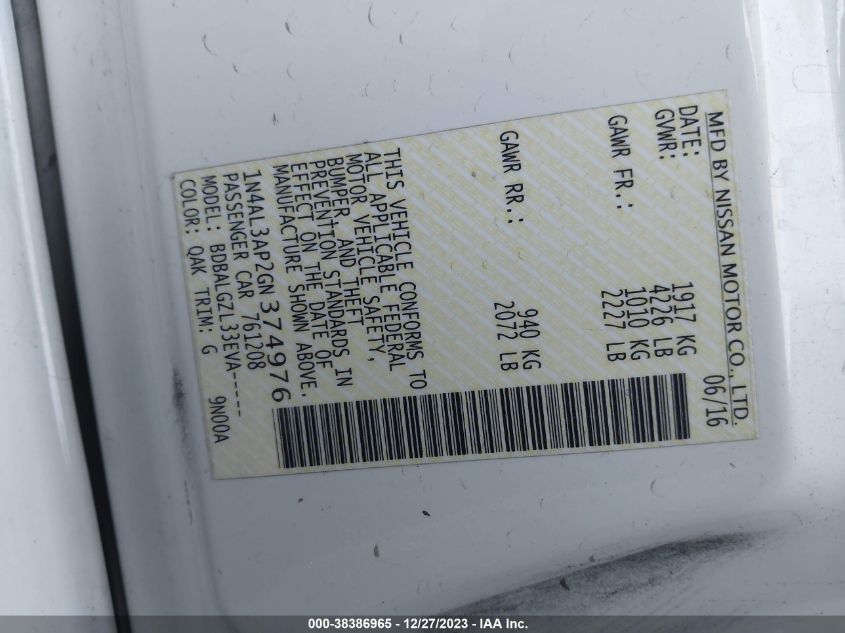 MFD BY NISSAN MOTOR CO., LTD.
DATE: 06/16
GVWR: 1917 KG
4226 LB
GAWR FR.: 1010 KG
2227 LB
GAWR RR.: 940 KG
2072 LB
THIS VEHICLE CONFORMS TO
ALL APPLICABLE FEDERAL
MOTOR VEHICLE SAFETY,
BUMPER, AND THEFT
PREVENTION STANDARDS IN
EFFECT ON THE DATE OF
MANUFACTURE SHOWN ABOVE.
1N4AL3AP2GN374976
PASSENGER CAR 761208
MODEL: BDBALGZL33EVA-----
COLOR: QAK TRIM: G 9N00A
000-38386965 - 12/27/2023 - IAA Inc.